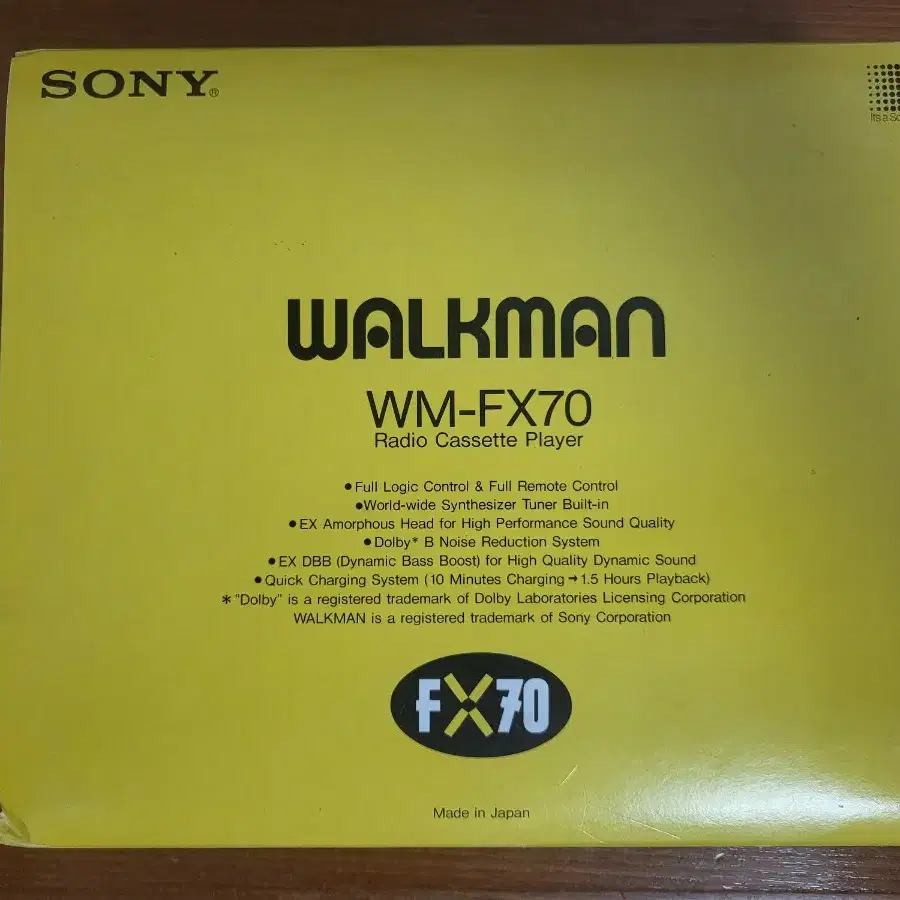 SONY®
It's a
WALKMAN
WM-FX70
Radio Cassette Player
●Full Logic Control & Full Remote Control
●World-wide Synthesizer Tuner Built-in
●EX Amorphous Head for High Performance Sound Quality
●Dolby* B Noise Reduction System
●EX DBB (Dynamic Bass Boost) for High Quality Dynamic Sound
●Quick Charging System (10 Minutes Charging➝1.5 Hours Playback)
*"Dolby" is a registered trademark of Dolby Laboratories Licensing Corporation
WALKMAN is a registered trademark of Sony Corporation
FX70
Made in Japan